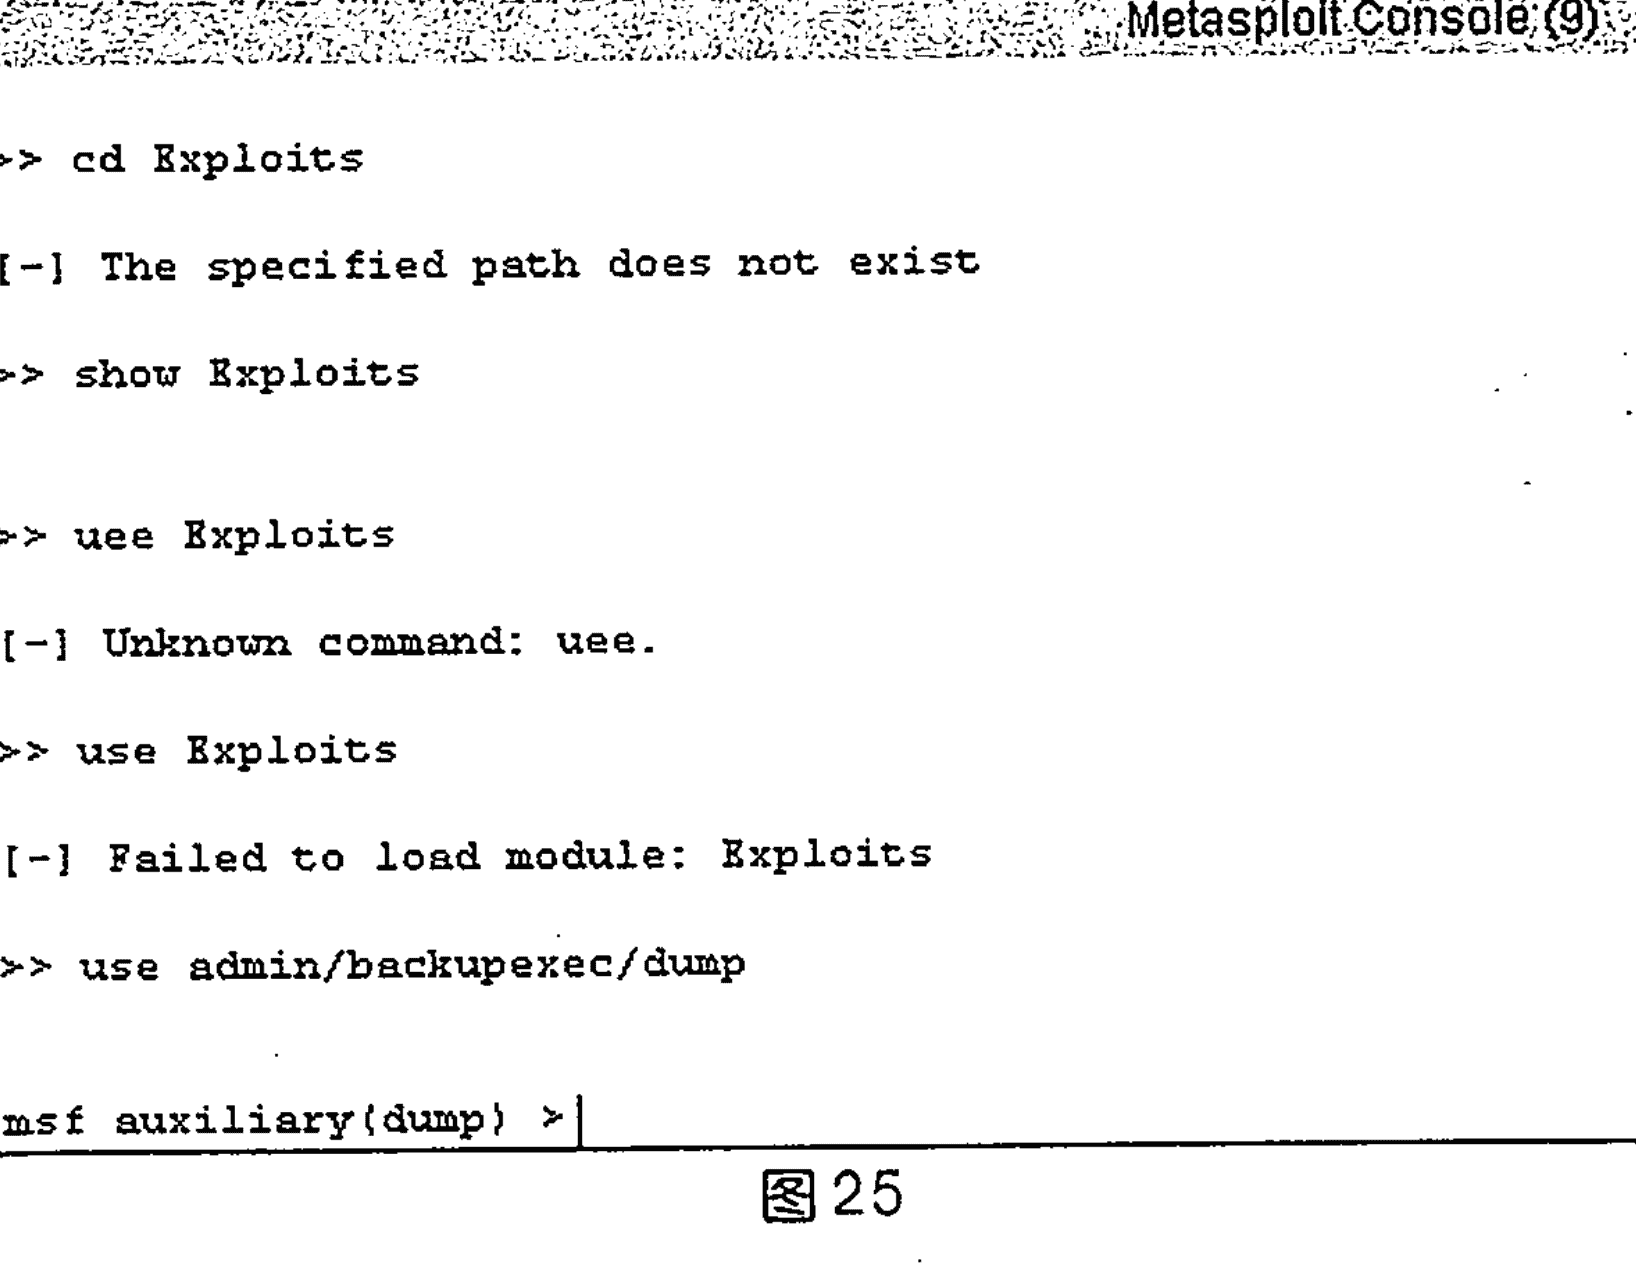 Metasploit Console (9)
>> cd Exploits
[-] The specified path does not exist
>> show Exploits
>> uee Exploits
[-] Unknown command: uee.
>> use Exploits
[-] Failed to load module: Exploits
>> use admin/backupexec/dump
msf auxiliary(dump) >
图25